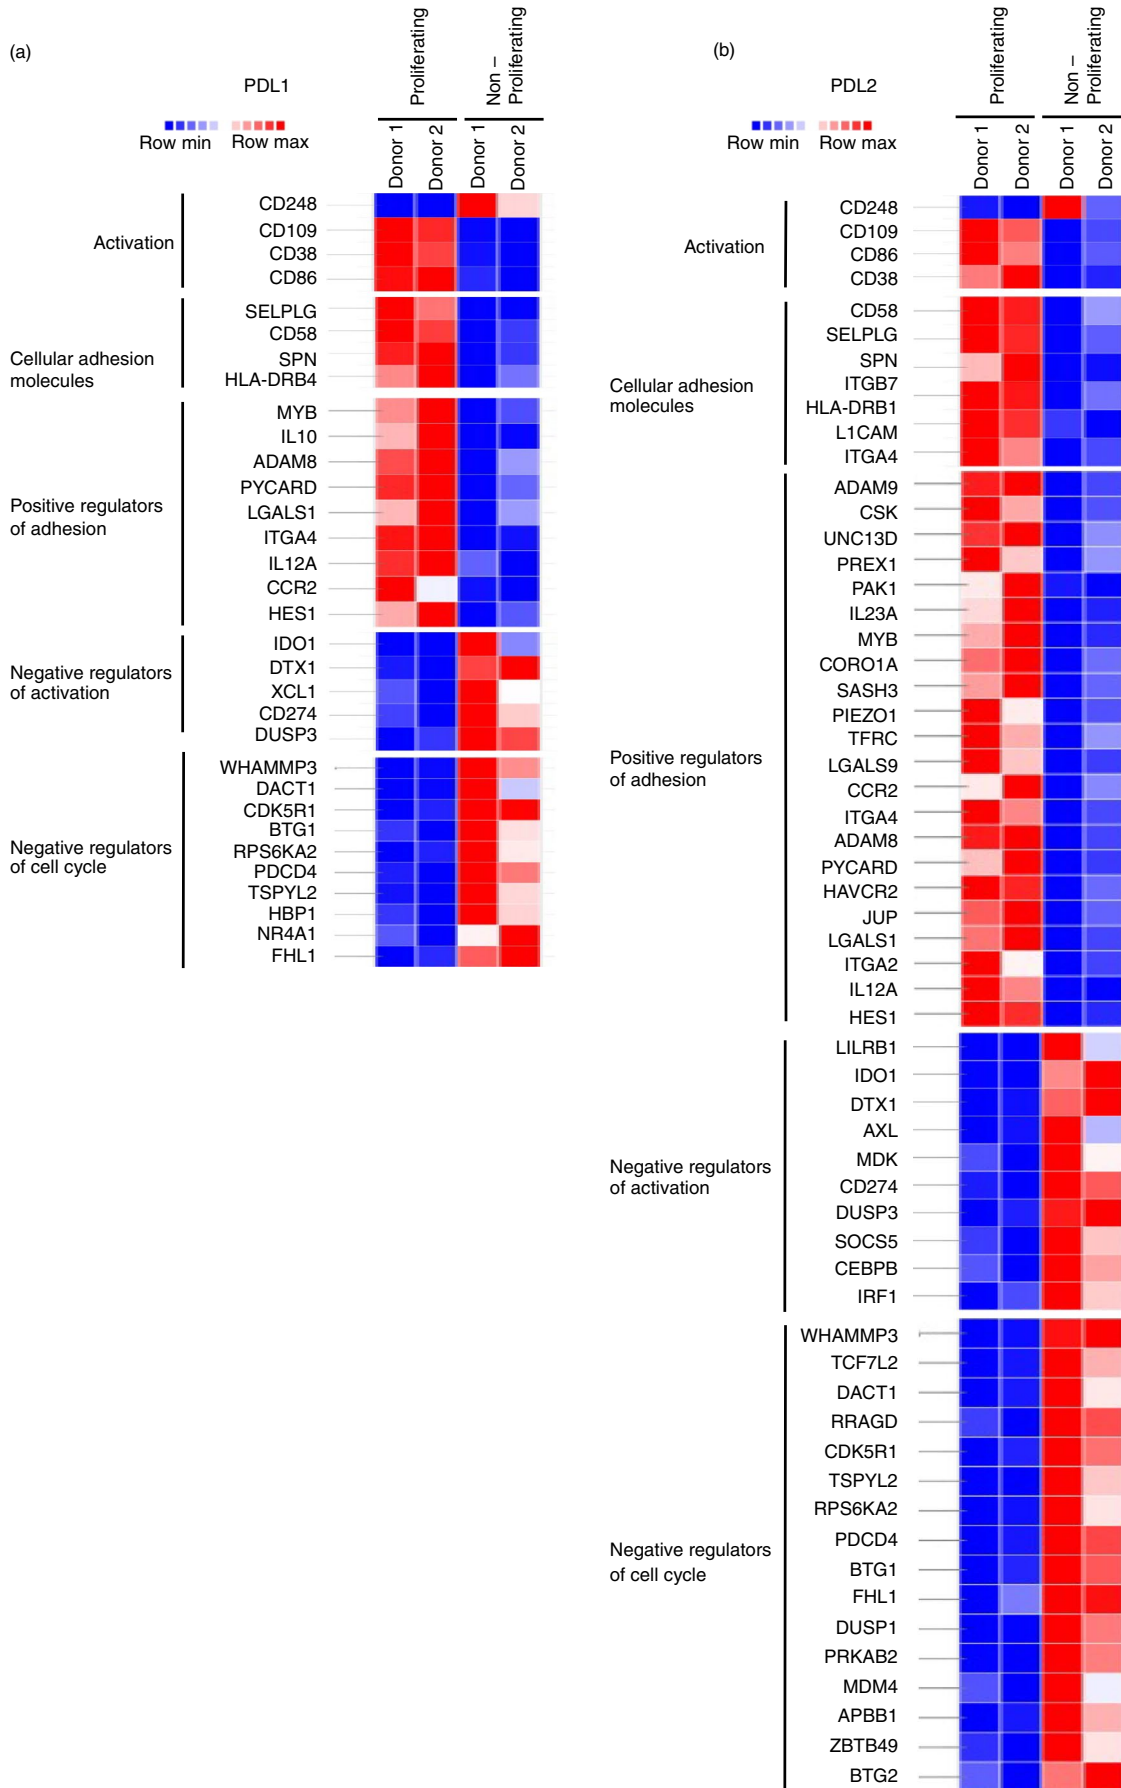 (a)
PDL1
Row min
Row max
Proliferating
Non –
Proliferating
Donor 1
Donor 2
Donor 1
Donor 2
Activation
CD248
CD109
CD38
CD86
Cellular adhesion
molecules
SELPLG
CD58
SPN
HLA-DRB4
Positive regulators
of adhesion
MYB
IL10
ADAM8
PYCARD
LGALS1
ITGA4
IL12A
CCR2
HES1
Negative regulators
of activation
IDO1
DTX1
XCL1
CD274
DUSP3
Negative regulators
of cell cycle
WHAMMP3
DACT1
CDK5R1
BTG1
RPS6KA2
PDCD4
TSPYL2
HBP1
NR4A1
FHL1
(b)
PDL2
Row min
Row max
Proliferating
Non –
Proliferating
Donor 1
Donor 2
Donor 1
Donor 2
Activation
CD248
CD109
CD86
CD38
Cellular adhesion
molecules
CD58
SELPLG
SPN
ITGB7
HLA-DRB1
L1CAM
ITGA4
Positive regulators
of adhesion
ADAM9
CSK
UNC13D
PREX1
PAK1
IL23A
MYB
CORO1A
SASH3
PIEZO1
TFRC
LGALS9
CCR2
ITGA4
ADAM8
PYCARD
HAVCR2
JUP
LGALS1
ITGA2
IL12A
HES1
Negative regulators
of activation
LILRB1
IDO1
DTX1
AXL
MDK
CD274
DUSP3
SOCS5
CEBPB
IRF1
Negative regulators
of cell cycle
WHAMMP3
TCF7L2
DACT1
RRAGD
CDK5R1
TSPYL2
RPS6KA2
PDCD4
BTG1
FHL1
DUSP1
PRKAB2
MDM4
APBB1
ZBTB49
BTG2